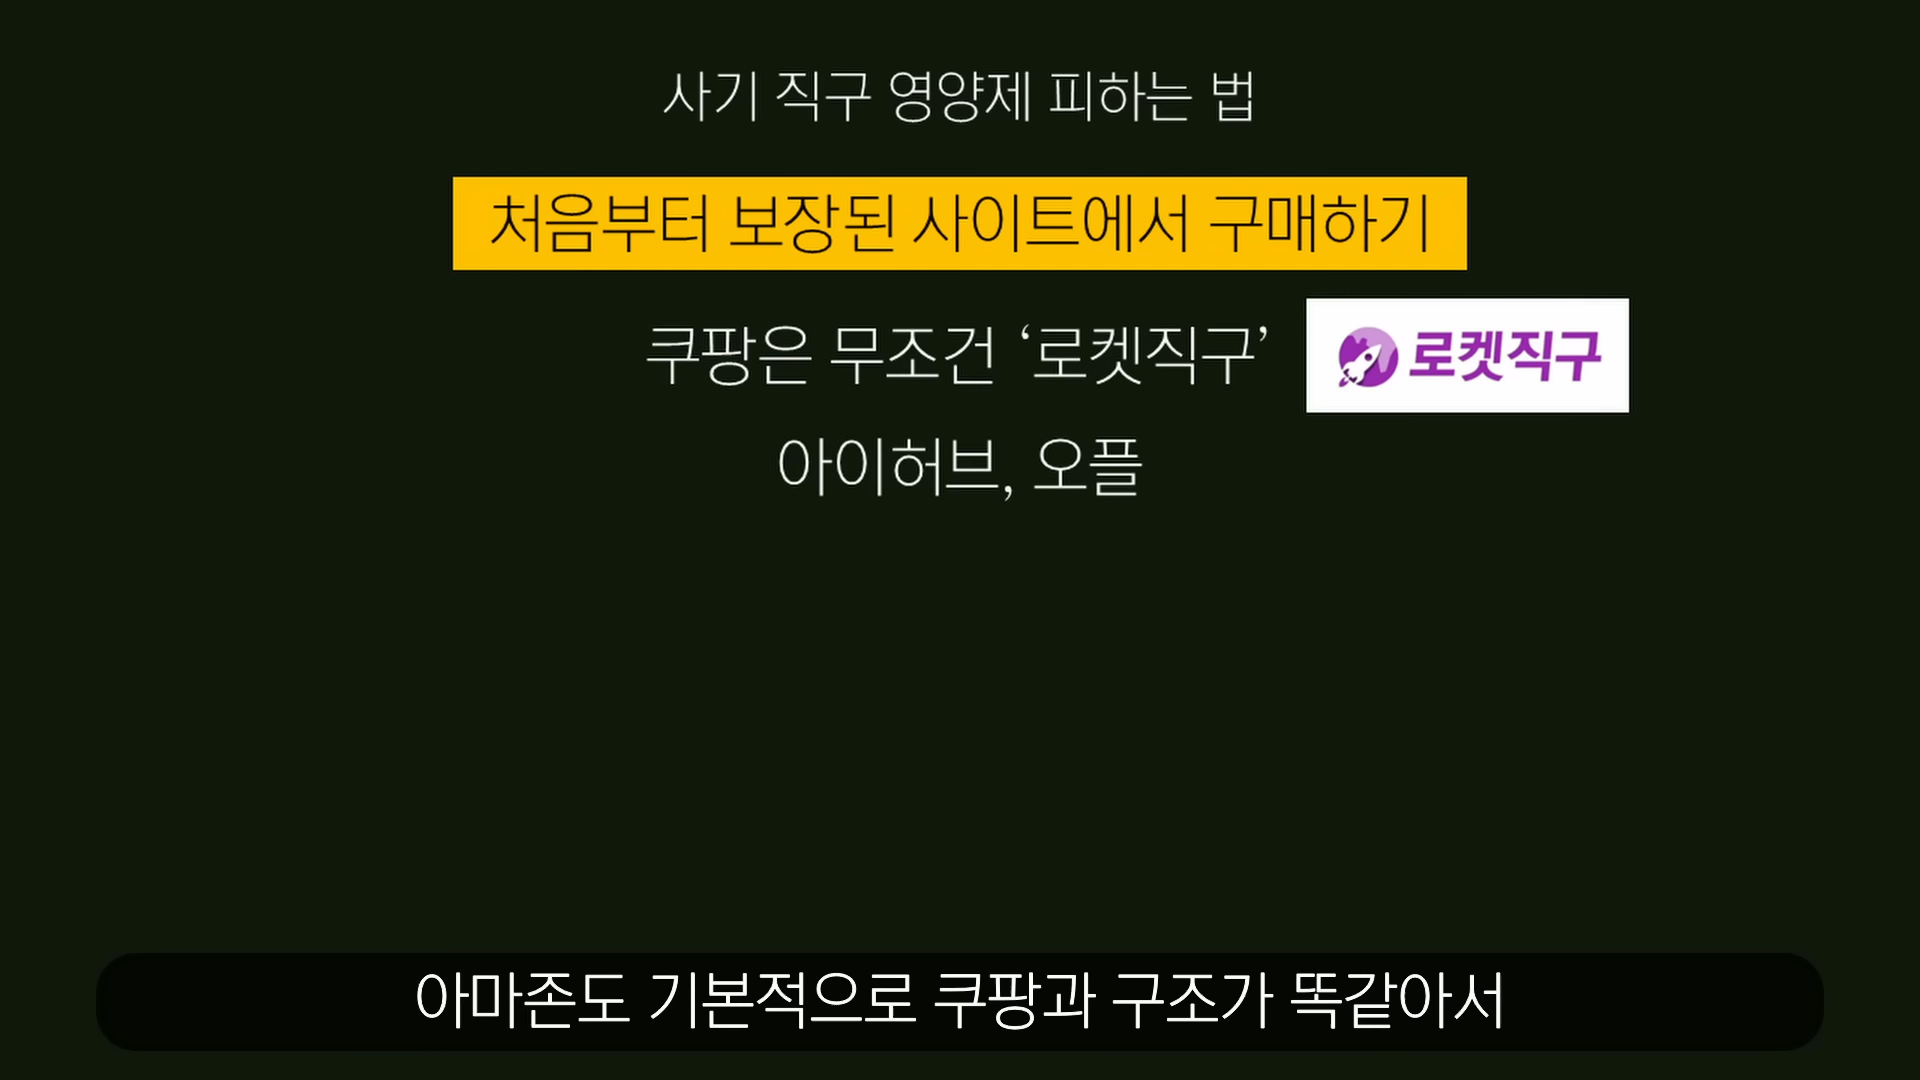 사기 직구 영양제 피하는 법
처음부터 보장된 사이트에서 구매하기
쿠팡은 무조건 ‘로켓직구’ 로켓직구
아이허브, 오플
아마존도 기본적으로 쿠팡과 구조가 똑같아서